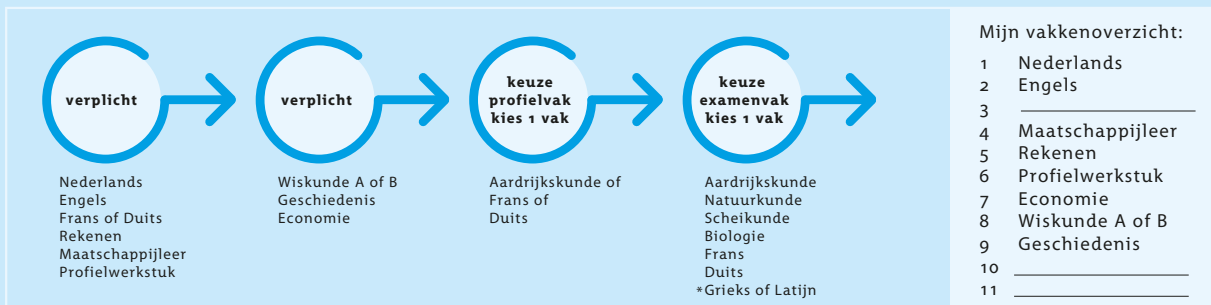 verplicht
Nederlands
Engels
Frans of Duits
Rekenen
Maatschappijleer
Profielwerkstuk
verplicht
Wiskunde A of B
Geschiedenis
Economie
keuze
profielvak
kies 1 vak
Aardrijkskunde of
Frans of
Duits
keuze
examenvak
kies 1 vak
Aardrijkskunde
Natuurkunde
Scheikunde
Biologie
Frans
Duits
*Grieks of Latijn
Mijn vakkenoverzicht:
1 Nederlands
2 Engels
3
4 Maatschappijleer
5 Rekenen
6 Profielwerkstuk
7 Economie
8 Wiskunde A of B
9 Geschiedenis
10
11